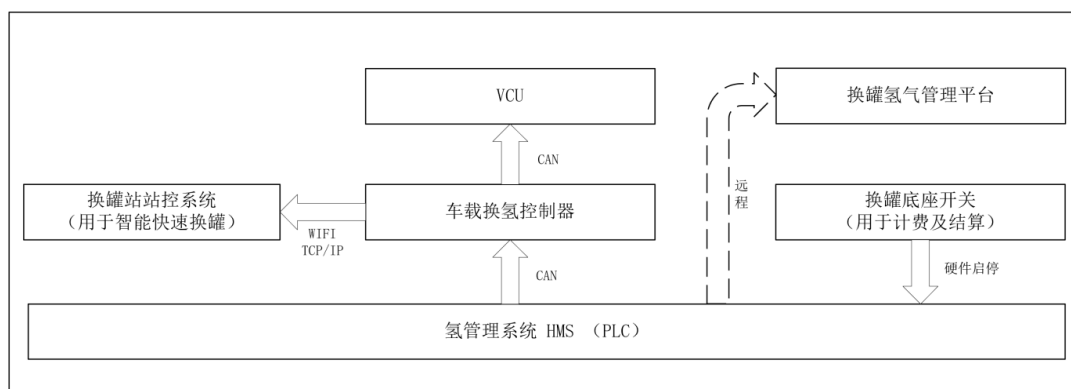 VCU
换罐氢气管理平台
CAN
远程
换罐站站控系统
（用于智能快速换罐）
WIFI
TCP/IP
车载换氢控制器
换罐底座开关
（用于计费及结算）
CAN
硬件启停
氢管理系统 HMS （PLC）